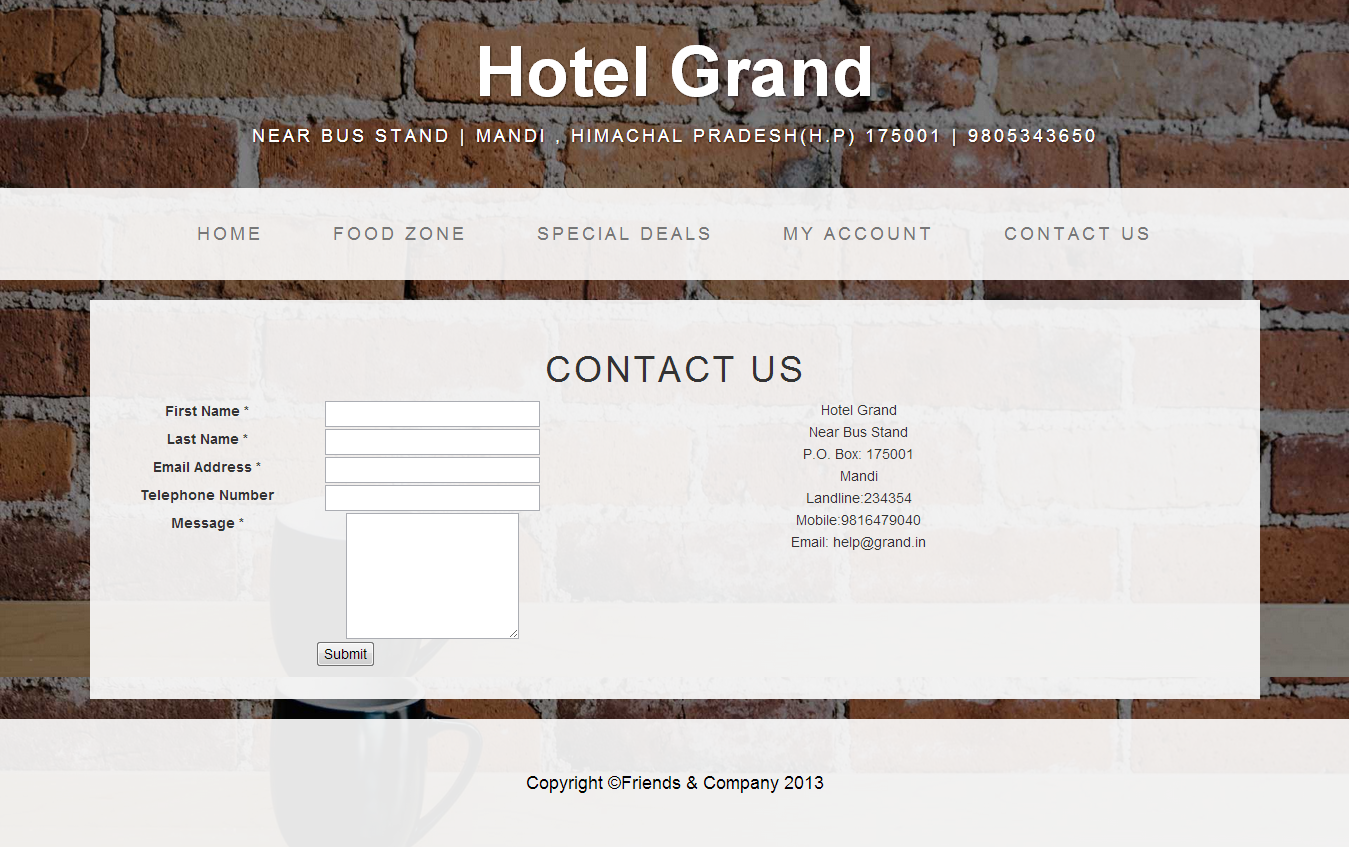 Hotel Grand
NEAR BUS STAND | MANDI , HIMACHAL PRADESH(H.P) 175001 | 9805343650
HOME FOOD ZONE SPECIAL DEALS MY ACCOUNT CONTACT US
CONTACT US
First Name *
Last Name *
Email Address *
Telephone Number
Message *
Submit
Hotel Grand
Near Bus Stand
P.O. Box: 175001
Mandi
Landline:234354
Mobile:9816479040
Email: help@grand.in
Copyright ©Friends & Company 2013